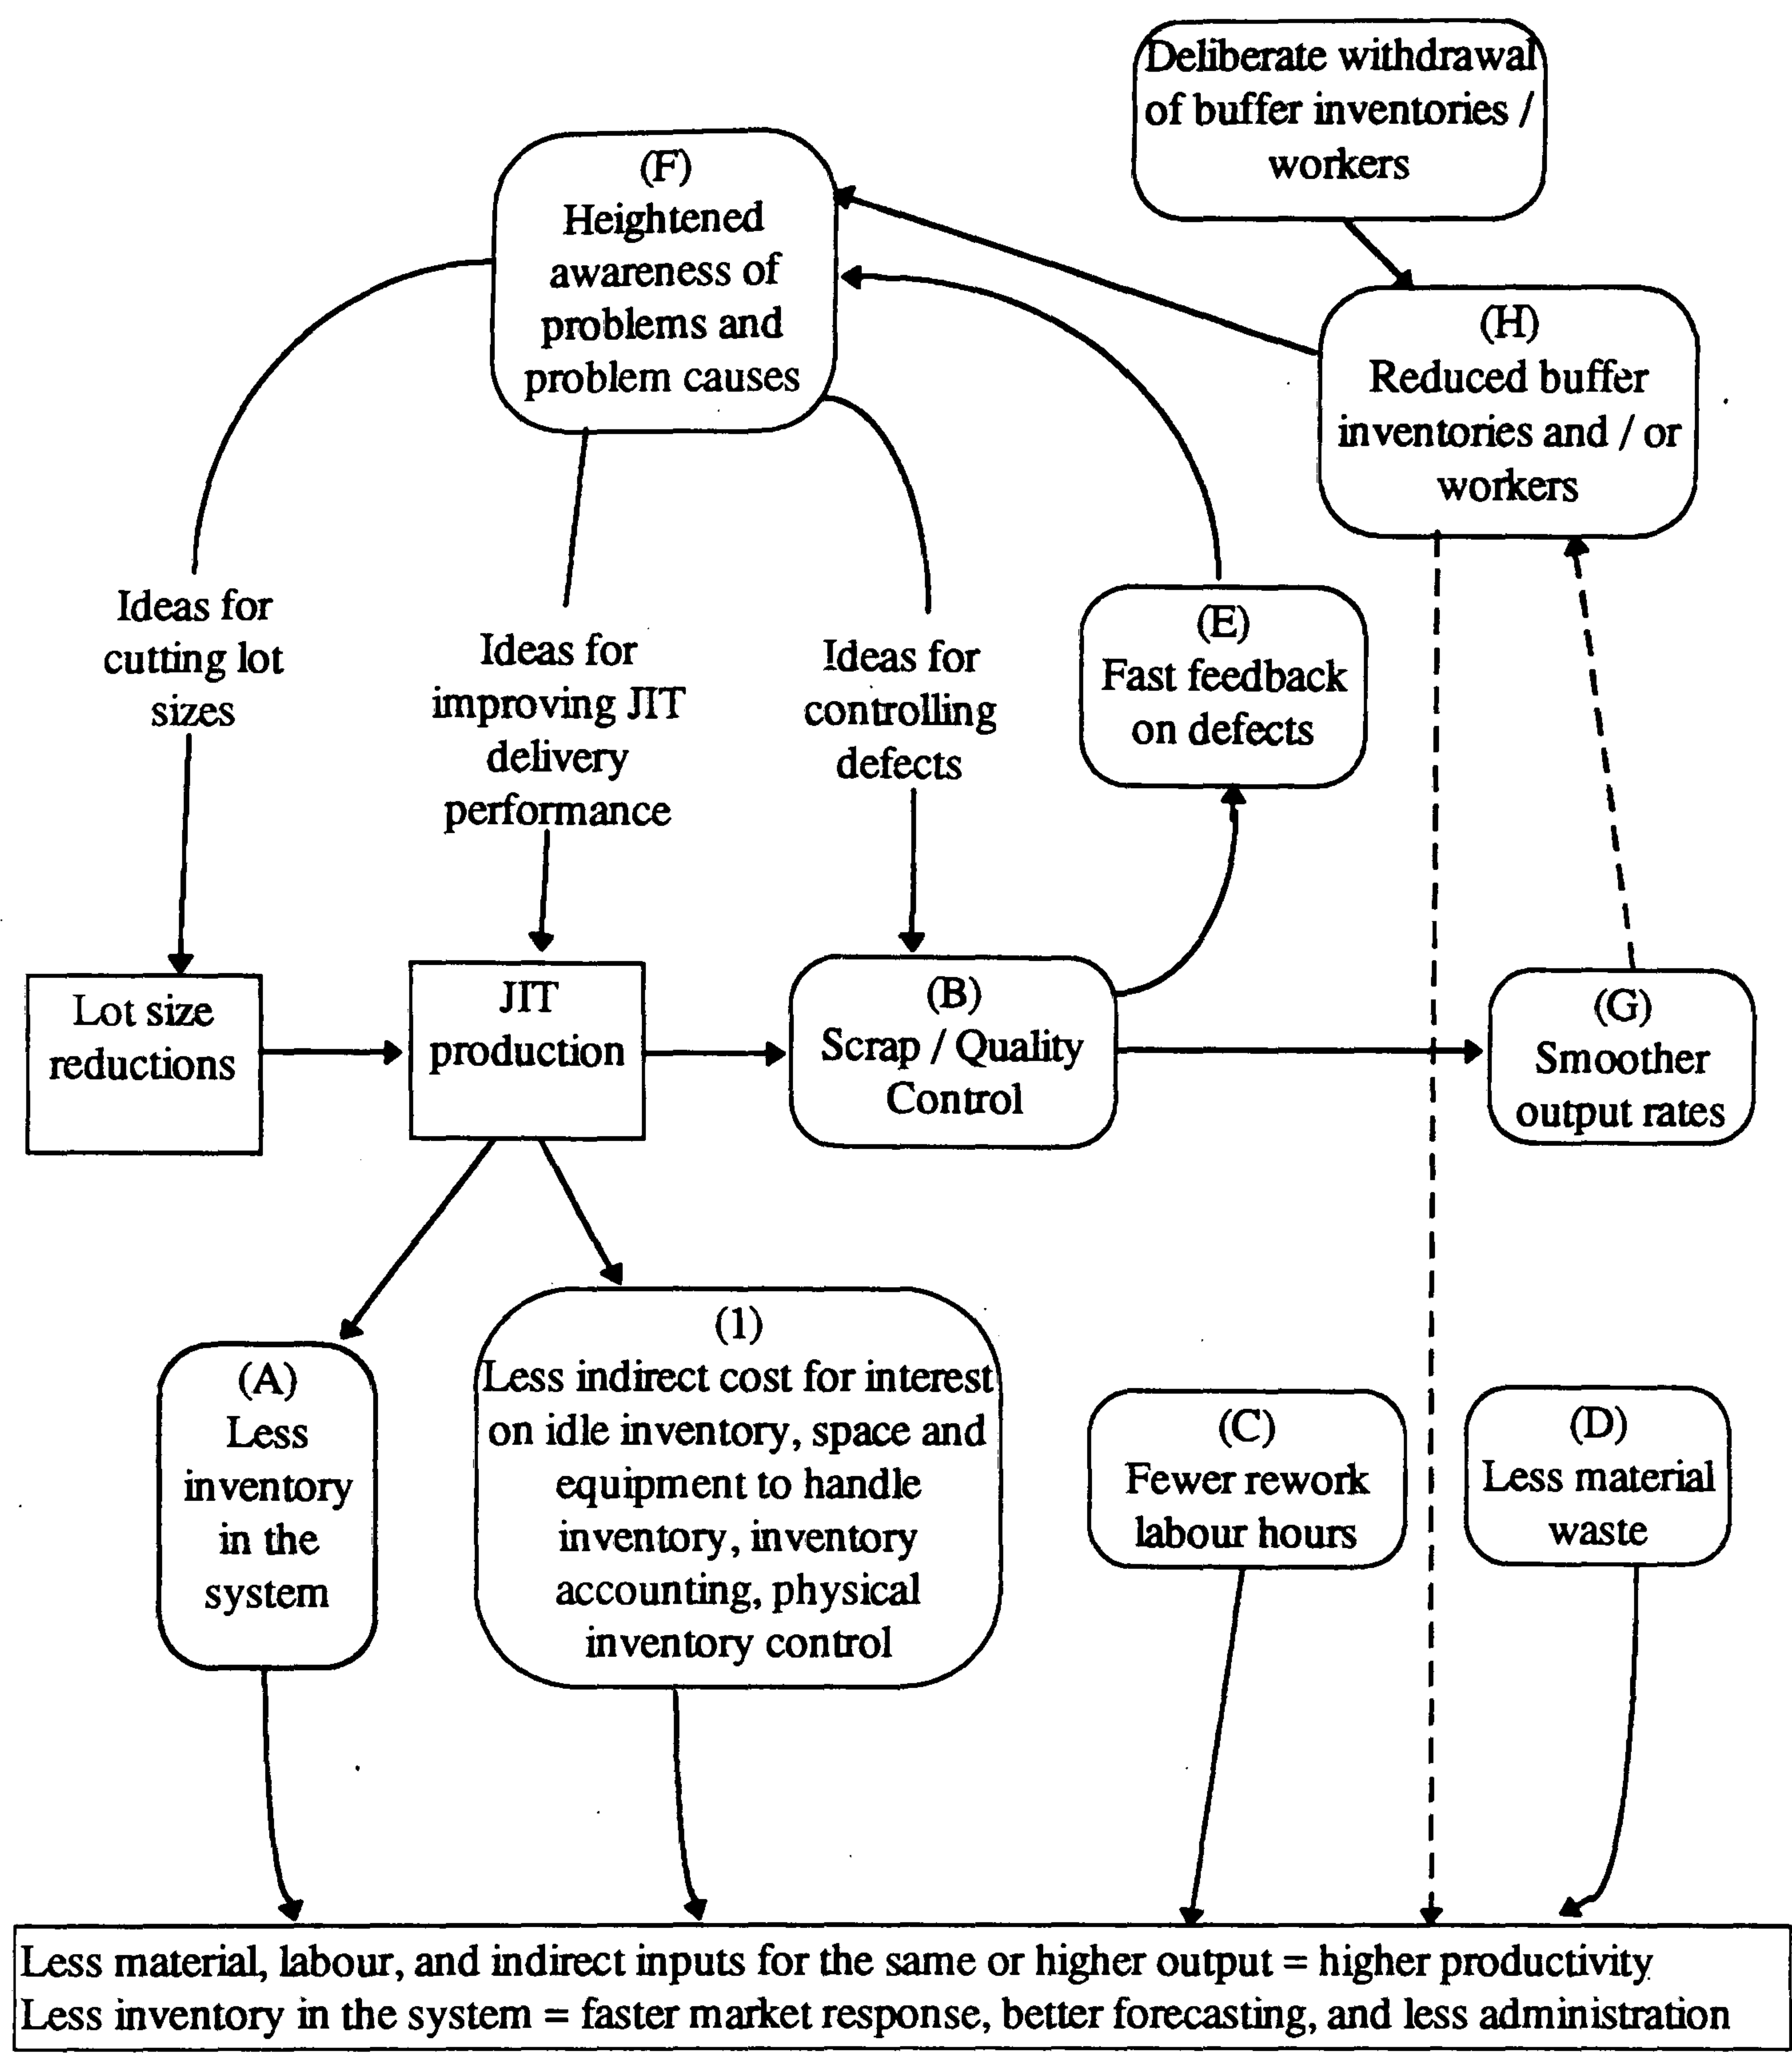 Deliberate withdrawal
of buffer inventories /
workers
(F)
Heightened
awareness of
problems and
problem causes
(H)
Reduced buffer
inventories and / or
workers
Ideas for
cutting lot
sizes
Ideas for
improving JIT
delivery
performance
Ideas for
controlling
defects
(E)
Fast feedback
on defects
Lot size
reductions
JIT
production
(B)
Scrap / Quality
Control
(G)
Smoother
output rates
(A)
Less
inventory
in the
system
(1)
Less indirect cost for interest
on idle inventory, space and
equipment to handle
inventory, inventory
accounting, physical
inventory control
(C)
Fewer rework
labour hours
(D)
Less material
waste
Less material, labour, and indirect inputs for the same or higher output = higher productivity
Less inventory in the system = faster market response, better forecasting, and less administration